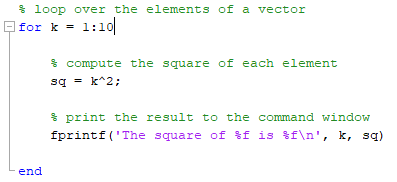 % loop over the elements of a vector
for k = 1:10
% compute the square of each element
sq = k^2;
% print the result to the command window
fprintf('The square of %f is %f\n', k, sq)
end